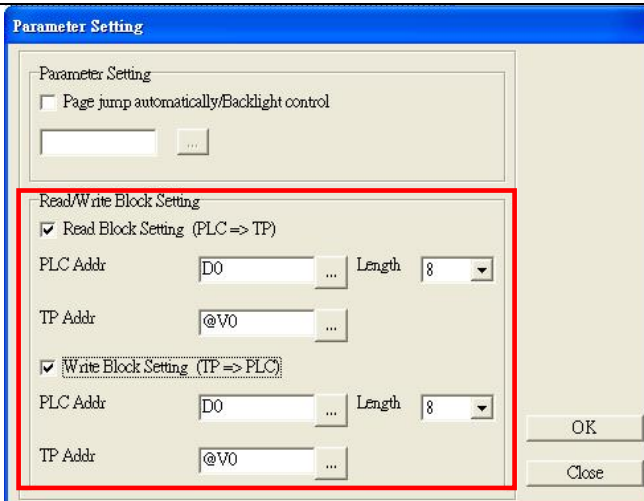 Parameter Setting
Parameter Setting
Page jump automatically/Backlight control
...
Read/Write Block Setting
Read Block Setting (PLC => TP)
PLC Addr D0 ... Length 8
TP Addr @V0 ...
Write Block Setting (TP => PLC)
PLC Addr D0 ... Length 8
OK
TP Addr @V0 ...
Close